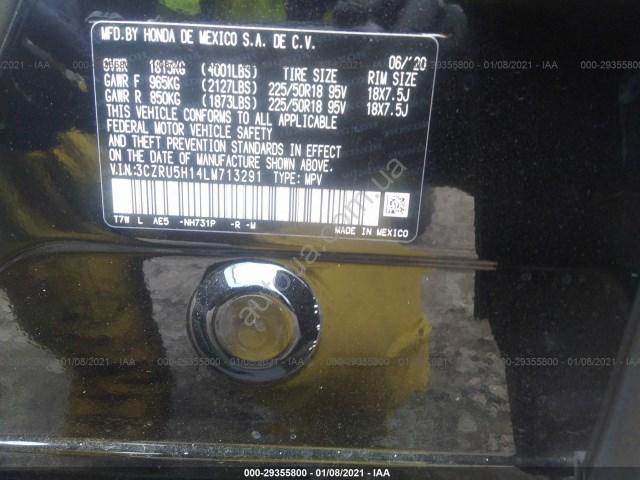 MFD.BY HONDA DE MEXICO S.A. DE C.V.
GVWR 1815KG (4001LBS) TIRE SIZE 06/'20 RIM SIZE
GAWR F 965KG (2127LBS) 225/50R18 95V 18X7.5J
GAWR R 850KG (1873LBS) 225/50R18 95V 18X7.5J
THIS VEHICLE CONFORMS TO ALL APPLICABLE
FEDERAL MOTOR VEHICLE SAFETY
AND THEFT PREVENTION STANDARDS IN EFFECT
ON THE DATE OF MANUFACTURE SHOWN ABOVE.
V.I.N.:3CZRU5H14LM713291 TYPE: MPV
T7W L AE5 -NH731P -R -W
MADE IN MEXICO
autoua.com.ua
000-29355800 - 01/08/2021 - IAA
000-29355800 - 01/08/2021 - IAA